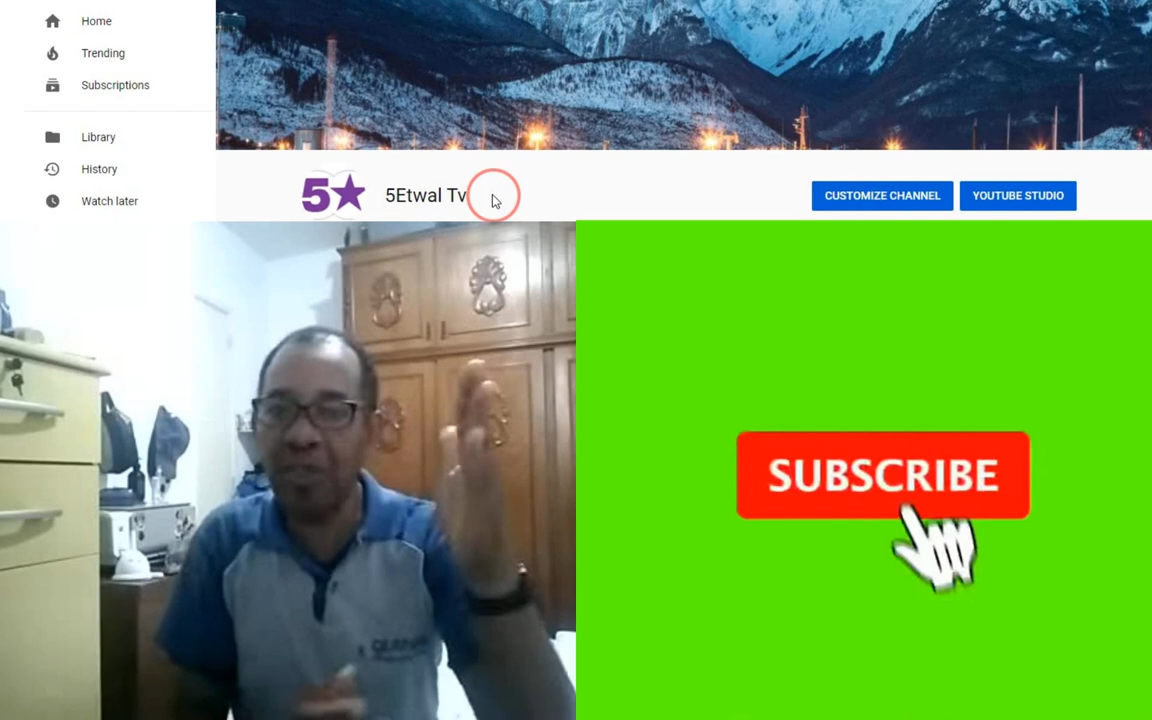 Home
Trending
Subscriptions
Library
History
Watch later
5
5Etwal Tv
CUSTOMIZE CHANNEL
YOUTUBE STUDIO
SUBSCRIBE